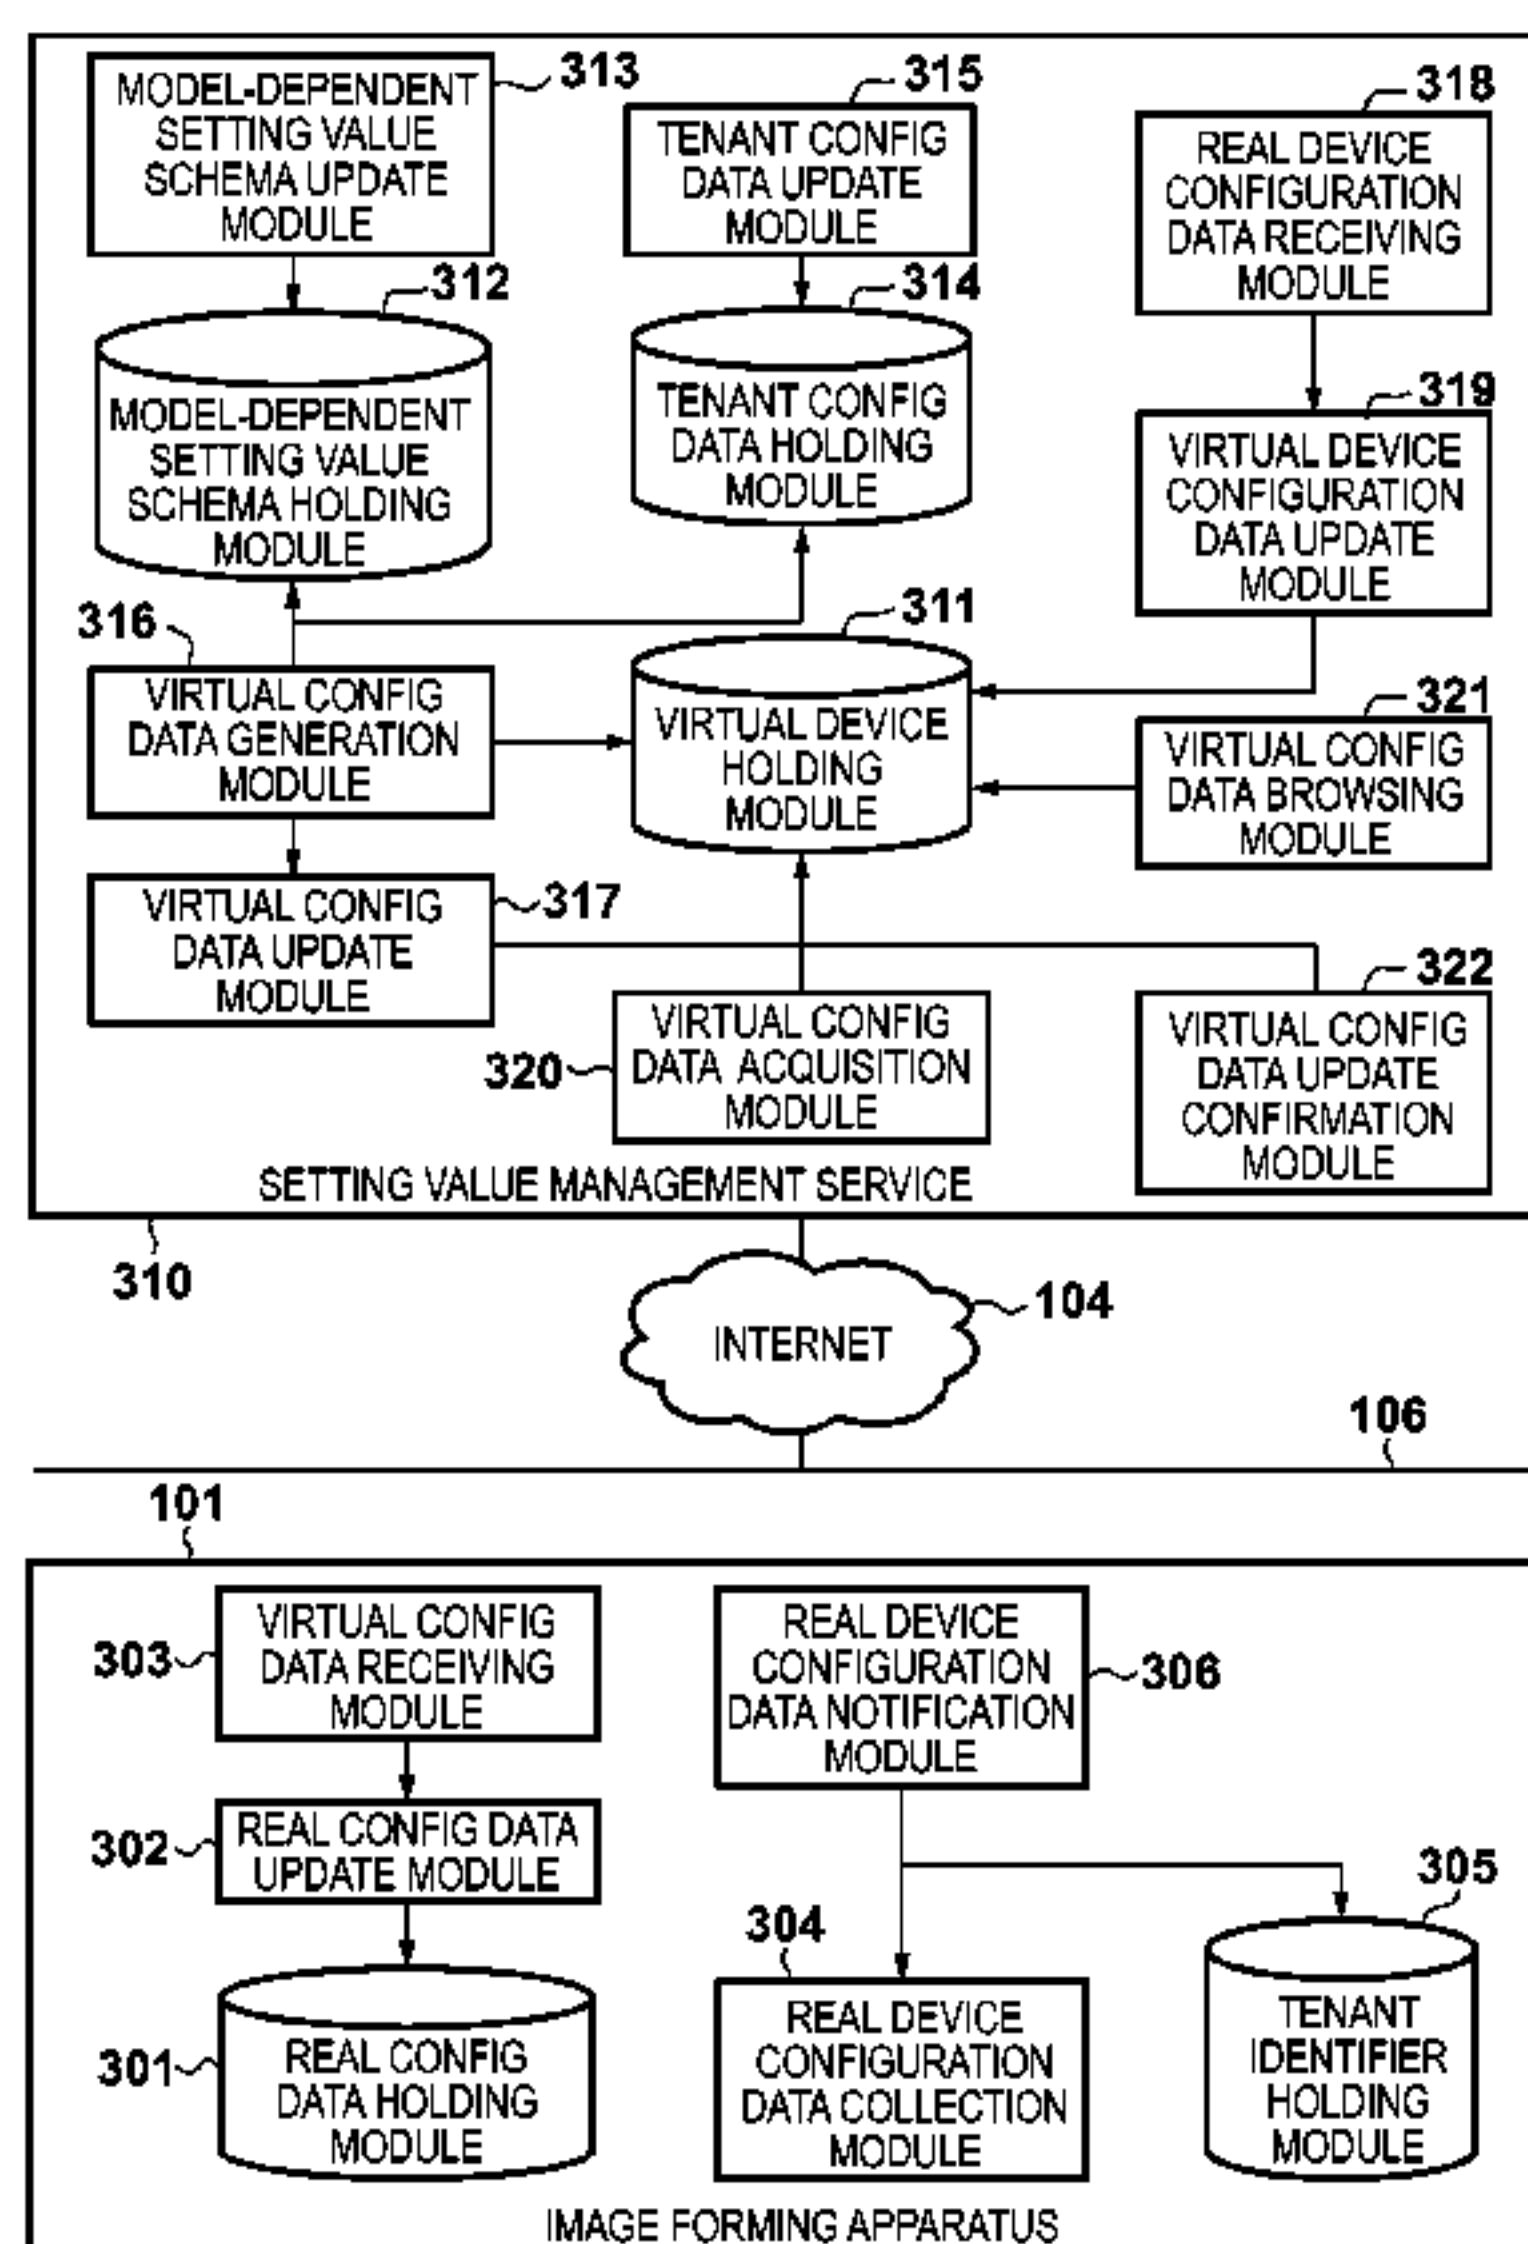 313
MODEL-DEPENDENT
SETTING VALUE
SCHEMA UPDATE
MODULE
315
TENANT CONFIG
DATA UPDATE
MODULE
318
REAL DEVICE
CONFIGURATION
DATA RECEIVING
MODULE
312
MODEL-DEPENDENT
SETTING VALUE
SCHEMA HOLDING
MODULE
314
TENANT CONFIG
DATA HOLDING
MODULE
319
VIRTUAL DEVICE
CONFIGURATION
DATA UPDATE
MODULE
316
VIRTUAL CONFIG
DATA GENERATION
MODULE
311
VIRTUAL DEVICE
HOLDING
MODULE
321
VIRTUAL CONFIG
DATA BROWSING
MODULE
317
VIRTUAL CONFIG
DATA UPDATE
MODULE
320
VIRTUAL CONFIG
DATA ACQUISITION
MODULE
322
VIRTUAL CONFIG
DATA UPDATE
CONFIRMATION
MODULE
SETTING VALUE MANAGEMENT SERVICE
310
104
INTERNET
106
101
303
VIRTUAL CONFIG
DATA RECEIVING
MODULE
REAL DEVICE
CONFIGURATION
DATA NOTIFICATION
MODULE
306
302
REAL CONFIG DATA
UPDATE MODULE
301
REAL CONFIG
DATA HOLDING
MODULE
304
REAL DEVICE
CONFIGURATION
DATA COLLECTION
MODULE
305
TENANT
IDENTIFIER
HOLDING
MODULE
IMAGE FORMING APPARATUS